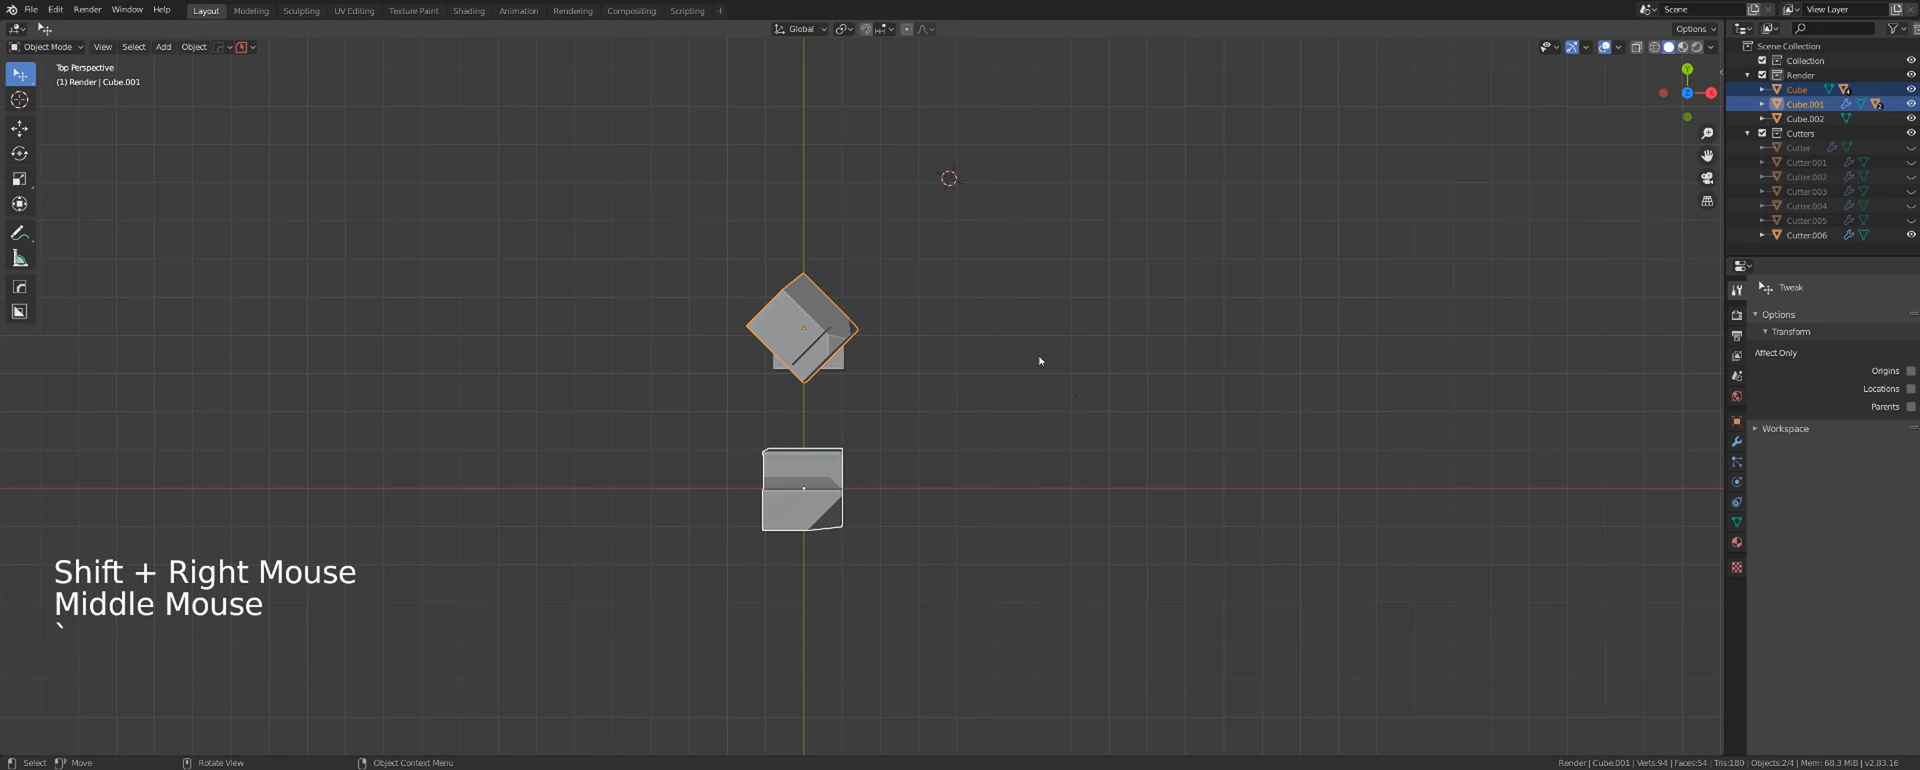 File Edit Render Window Help Layout Modeling Sculpting UV Editing Texture Paint Shading Animation Rendering Compositing Scripting + Scene View Layer
Global Options
Object Mode View Select Add Object
Top Perspective
(1) Render | Cube.001
Y
Z
X
Scene Collection
Collection
Render
Cube
Cube.001
Cube.002
Cutters
Cutter
Cutter.001
Cutter.002
Cutter.003
Cutter.004
Cutter.005
Cutter.006
Tweak
Options
Transform
Affect Only
Origins
Locations
Parents
Workspace
Shift + Right Mouse
Middle Mouse
`
Select Move Rotate View Object Context Menu Render | Cube.001 | Verts:94 | Faces:54 | Tris:180 | Objects:2/4 | Mem: 68.3 MiB | v2.83.16